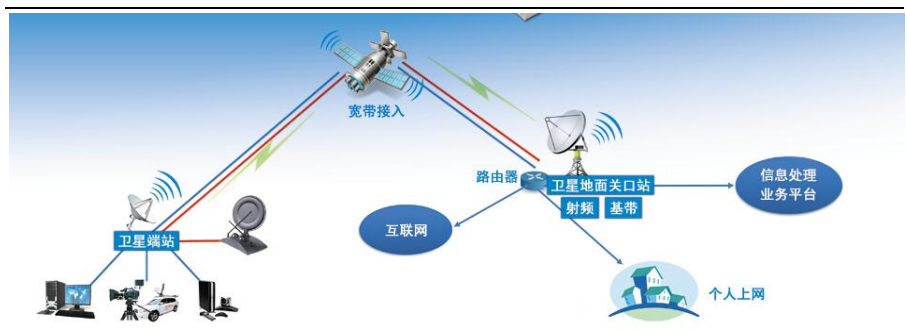 宽带接入
路由器
卫星地面关口站
射频
基带
信息处理
业务平台
互联网
卫星端站
个人上网